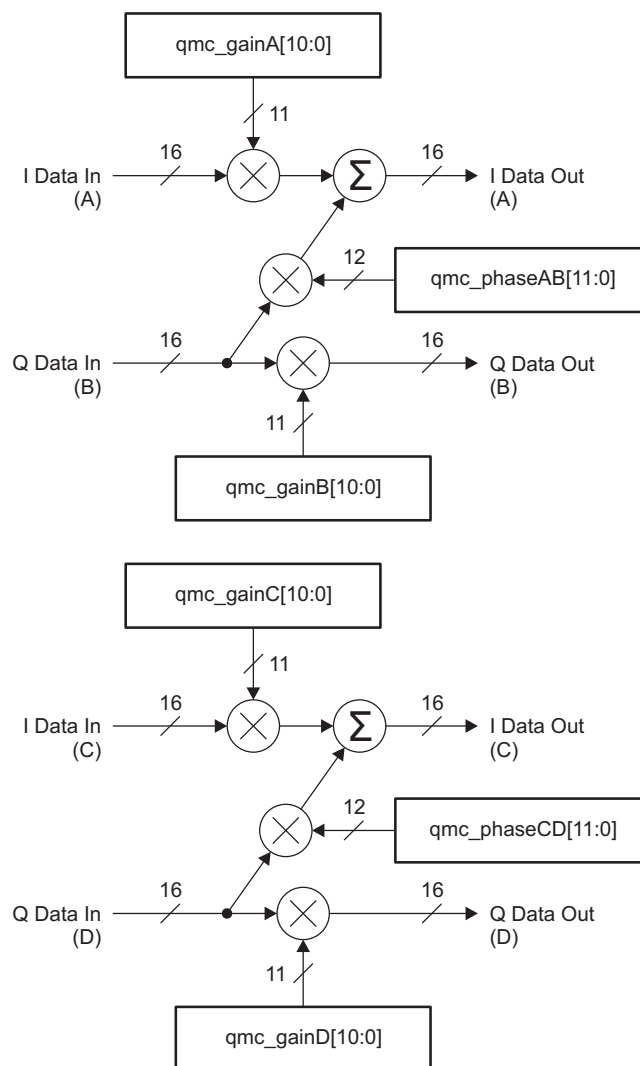 qmc_gainA[10:0]
11
16
16
I Data In
(A)
Σ
I Data Out
(A)
12
qmc_phaseAB[11:0]
16
16
Q Data In
(B)
Q Data Out
(B)
11
qmc_gainB[10:0]
qmc_gainC[10:0]
11
16
16
I Data In
(C)
Σ
I Data Out
(C)
12
qmc_phaseCD[11:0]
16
16
Q Data In
(D)
Q Data Out
(D)
11
qmc_gainD[10:0]